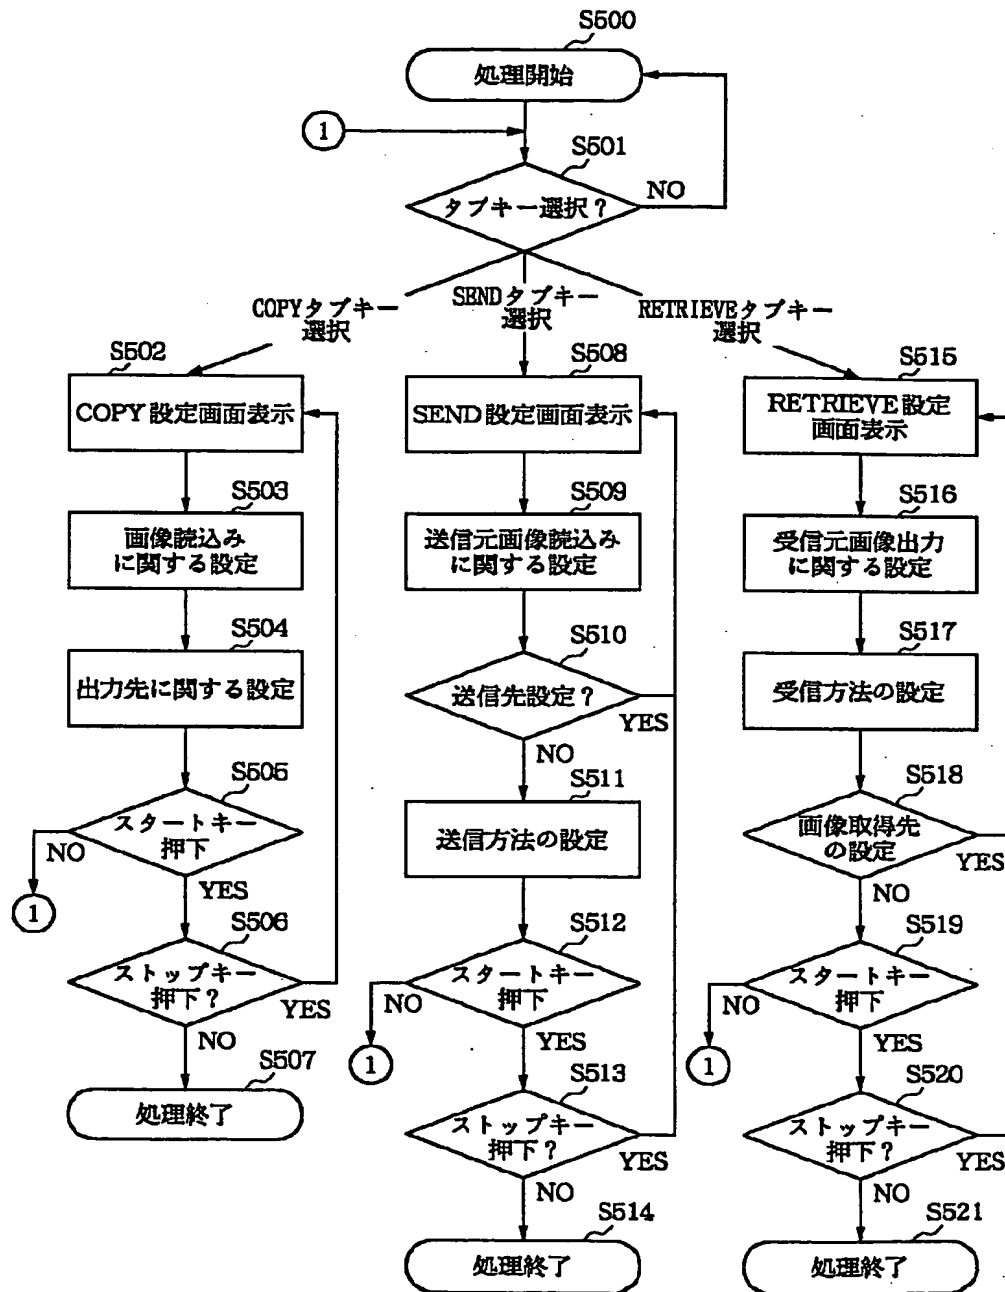 S500
処理開始
1
S501
タブキー選択?
NO
COPYタブキー
選択
SENDタブキー
選択
RETRIEVEタブキー
選択
S502
COPY設定画面表示
S503
画像読込み
に関する設定
S504
出力先に関する設定
S505
スタートキー
押下
NO
1
YES
S506
ストップキー
押下?
YES
NO
S507
処理終了
S508
SEND設定画面表示
S509
送信元画像読込み
に関する設定
S510
送信先設定?
YES
NO
S511
送信方法の設定
S512
スタートキー
押下
NO
1
YES
S513
ストップキー
押下?
YES
NO
S514
処理終了
S515
RETRIEVE設定
画面表示
S516
受信元画像出力
に関する設定
S517
受信方法の設定
S518
画像取得先
の設定
YES
NO
S519
スタートキー
押下
NO
1
YES
S520
ストップキー
押下?
YES
NO
S521
処理終了